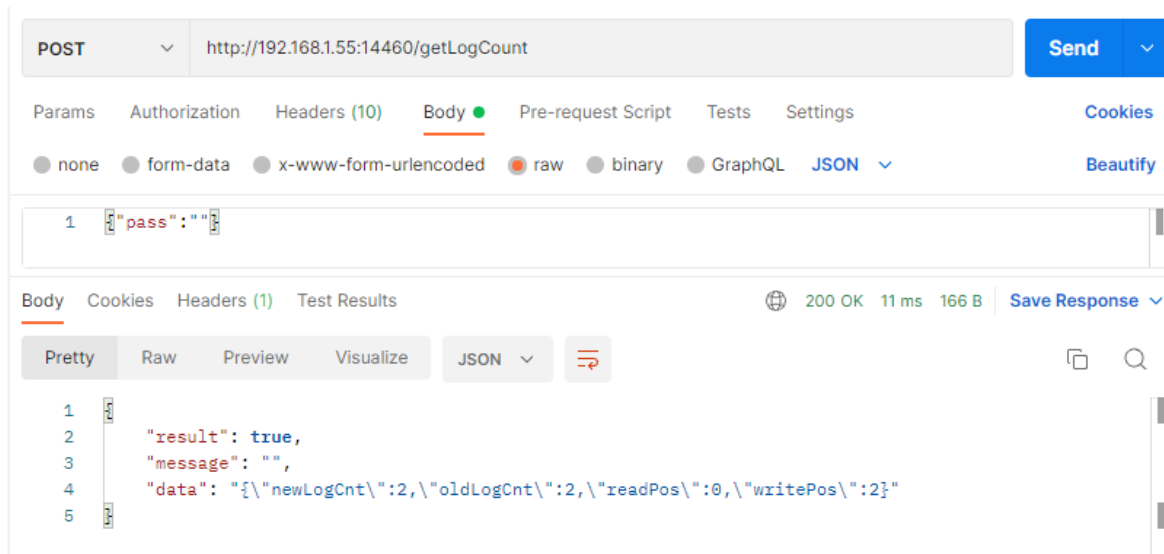 POST http://192.168.1.55:14460/getLogCount Send
Params Authorization Headers (10) Body Pre-request Script Tests Settings Cookies
none form-data x-www-form-urlencoded raw binary GraphQL JSON Beautify
1 {"pass":""}
Body Cookies Headers (1) Test Results 200 OK 11 ms 166 B Save Response
Pretty Raw Preview Visualize JSON
1 {
2 "result": true,
3 "message": "",
4 "data": "{\"newLogCnt\":2,\"oldLogCnt\":2,\"readPos\":0,\"writePos\":2}"
5 }